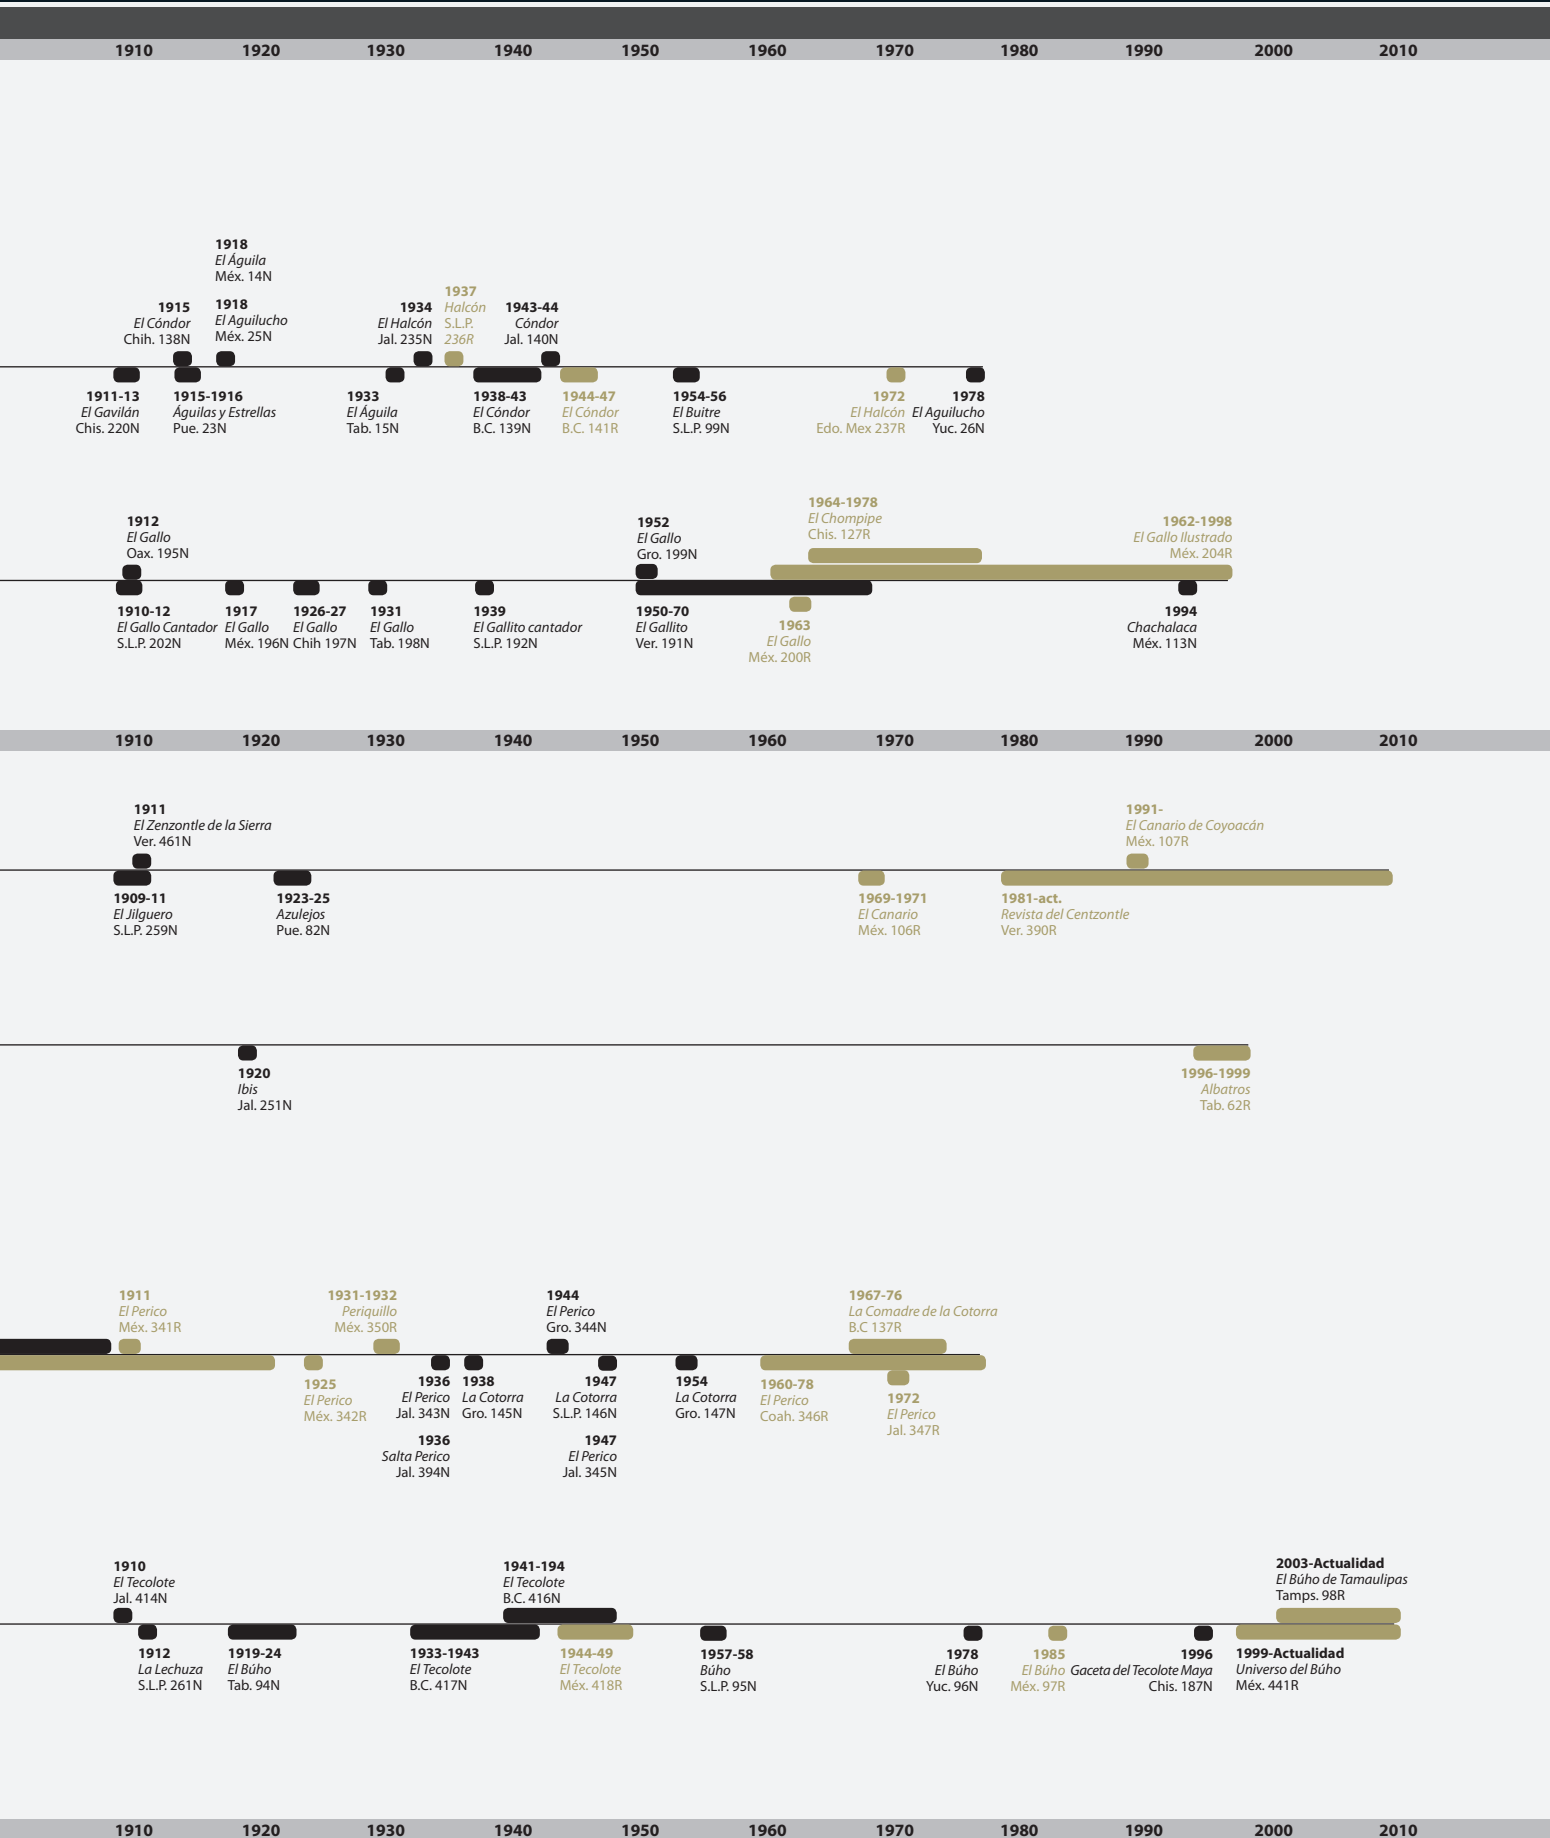 1910 1920 1930 1940 1950 1960 1970 1980 1990 2000 2010
1918
El Águila
Méx. 14N
1915
El Cóndor
Chih. 138N
1918
El Aguilucho
Méx. 25N
1934
El Halcón
Jal. 235N
1937
Halcón
S.L.P.
236R
1943-44
Cóndor
Jal. 140N
1911-13
El Gavilán
Chis. 220N
1915-1916
Águilas y Estrellas
Pue. 23N
1933
El Águila
Tab. 15N
1938-43
El Cóndor
B.C. 139N
1944-47
El Cóndor
B.C. 141R
1954-56
El Buitre
S.L.P. 99N
1972
El Halcón
Edo. Mex 237R
1978
El Aguilucho
Yuc. 26N
1912
El Gallo
Oax. 195N
1952
El Gallo
Gro. 199N
1964-1978
El Chompipe
Chis. 127R
1962-1998
El Gallo Ilustrado
Méx. 204R
1910-12
El Gallo Cantador
S.L.P. 202N
1917
El Gallo
Méx. 196N
1926-27
El Gallo
Chih 197N
1931
El Gallo
Tab. 198N
1939
El Gallito cantador
S.L.P. 192N
1950-70
El Gallito
Ver. 191N
1963
El Gallo
Méx. 200R
1994
Chachalaca
Méx. 113N
1910 1920 1930 1940 1950 1960 1970 1980 1990 2000 2010
1911
El Zenzontle de la Sierra
Ver. 461N
1991-
El Canario de Coyoacán
Méx. 107R
1909-11
El Jilguero
S.L.P. 259N
1923-25
Azulejos
Pue. 82N
1969-1971
El Canario
Méx. 106R
1981-act.
Revista del Centzontle
Ver. 390R
1920
Ibis
Jal. 251N
1996-1999
Albatros
Tab. 62R
1911
El Perico
Méx. 341R
1931-1932
Periquillo
Méx. 350R
1944
El Perico
Gro. 344N
1967-76
La Comadre de la Cotorra
B.C 137R
1925
El Perico
Méx. 342R
1936
El Perico
Jal. 343N
1936
Salta Perico
Jal. 394N
1938
La Cotorra
Gro. 145N
1947
La Cotorra
S.L.P. 146N
1947
El Perico
Jal. 345N
1954
La Cotorra
Gro. 147N
1960-78
El Perico
Coah. 346R
1972
El Perico
Jal. 347R
1910
El Tecolote
Jal. 414N
1941-194
El Tecolote
B.C. 416N
2003-Actualidad
El Búho de Tamaulipas
Tamps. 98R
1912
La Lechuza
S.L.P. 261N
1919-24
El Búho
Tab. 94N
1933-1943
El Tecolote
B.C. 417N
1944-49
El Tecolote
Méx. 418R
1957-58
Búho
S.L.P. 95N
1978
El Búho
Yuc. 96N
1985
El Búho
Méx. 97R
1996
Gaceta del Tecolote Maya
Chis. 187N
1999-Actualidad
Universo del Búho
Méx. 441R
1910 1920 1930 1940 1950 1960 1970 1980 1990 2000 2010